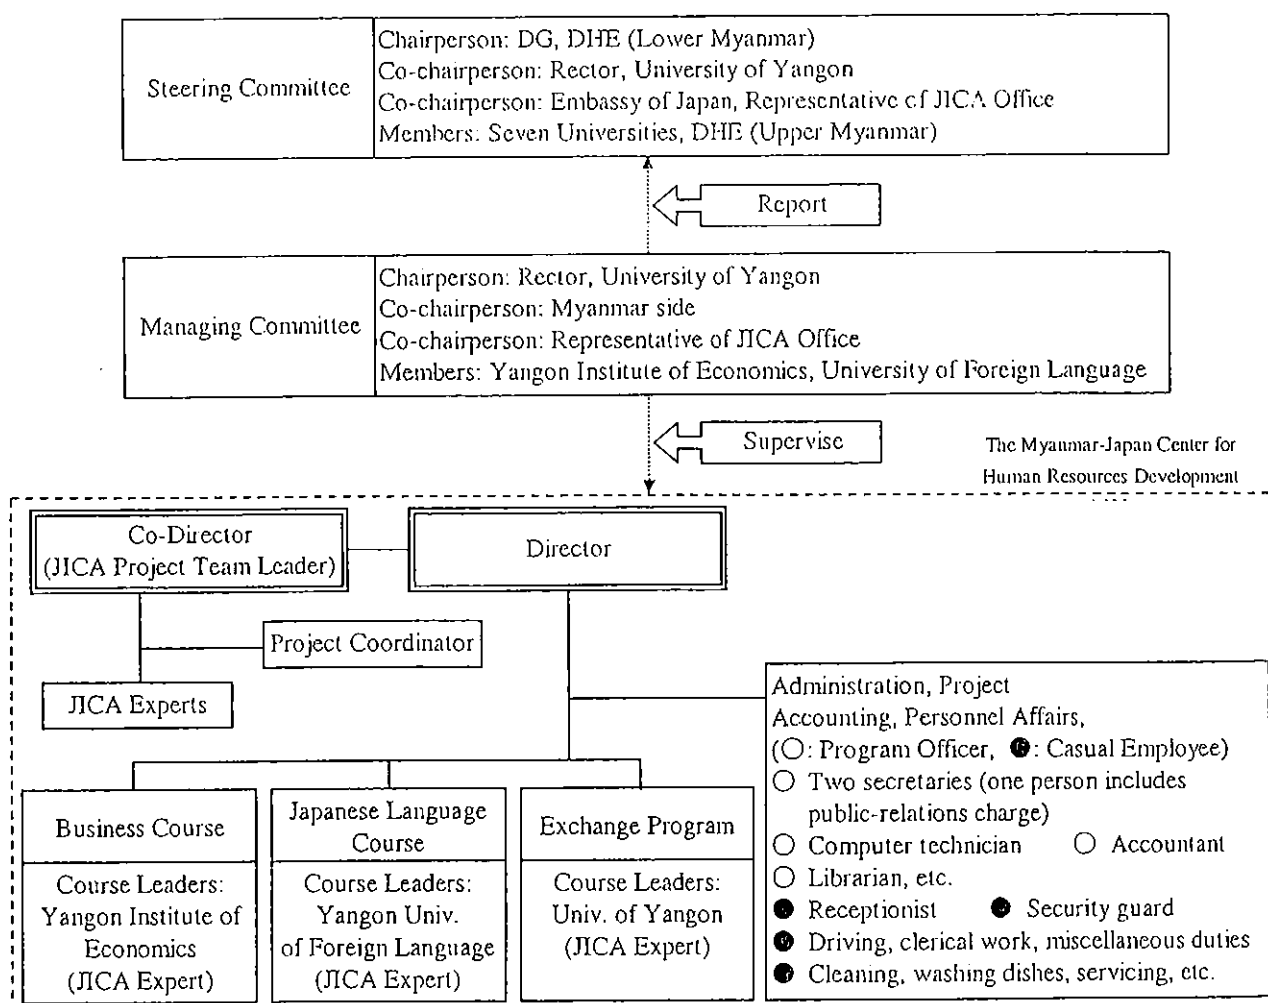 Steering Committee
Chairperson: DG, DHE (Lower Myanmar)
Co-chairperson: Rector, University of Yangon
Co-chairperson: Embassy of Japan, Representative of JICA Office
Members: Seven Universities, DHE (Upper Myanmar)
Report
Managing Committee
Chairperson: Rector, University of Yangon
Co-chairperson: Myanmar side
Co-chairperson: Representative of JICA Office
Members: Yangon Institute of Economics, University of Foreign Language
Supervise
The Myanmar-Japan Center for
Human Resources Development
Co-Director
(JICA Project Team Leader)
Director
Project Coordinator
JICA Experts
Administration, Project
Accounting, Personnel Affairs,
(○: Program Officer, ●: Casual Employee)
○ Two secretaries (one person includes
public-relations charge)
○ Computer technician ○ Accountant
○ Librarian, etc.
● Receptionist ● Security guard
● Driving, clerical work, miscellaneous duties
● Cleaning, washing dishes, servicing, etc.
Business Course
Course Leaders:
Yangon Institute of
Economics
(JICA Expert)
Japanese Language
Course
Course Leaders:
Yangon Univ.
of Foreign Language
(JICA Expert)
Exchange Program
Course Leaders:
Univ. of Yangon
(JICA Expert)